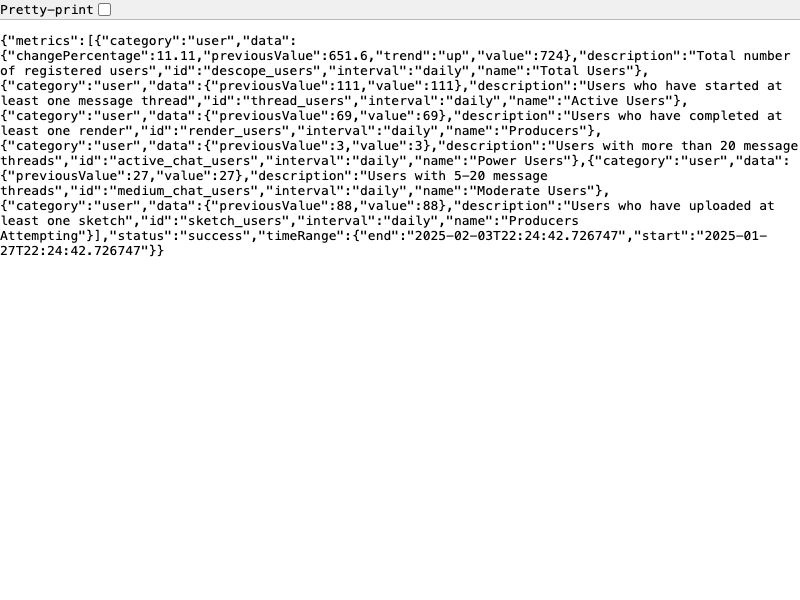 Pretty-print
{"metrics":[{"category":"user","data":
{"changePercentage":11.11,"previousValue":651.6,"trend":"up","value":724},"description":"Total number
of registered users","id":"descope_users","interval":"daily","name":"Total Users"},
{"category":"user","data":{"previousValue":111,"value":111},"description":"Users who have started at
least one message thread","id":"thread_users","interval":"daily","name":"Active Users"},
{"category":"user","data":{"previousValue":69,"value":69},"description":"Users who have completed at
least one render","id":"render_users","interval":"daily","name":"Producers"},
{"category":"user","data":{"previousValue":3,"value":3},"description":"Users with more than 20 message
threads","id":"active_chat_users","interval":"daily","name":"Power Users"},{"category":"user","data":
{"previousValue":27,"value":27},"description":"Users with 5-20 message
threads","id":"medium_chat_users","interval":"daily","name":"Moderate Users"},
{"category":"user","data":{"previousValue":88,"value":88},"description":"Users who have uploaded at
least one sketch","id":"sketch_users","interval":"daily","name":"Producers
Attempting"}],"status":"success","timeRange":{"end":"2025-02-03T22:24:42.726747","start":"2025-01-
27T22:24:42.726747"}}